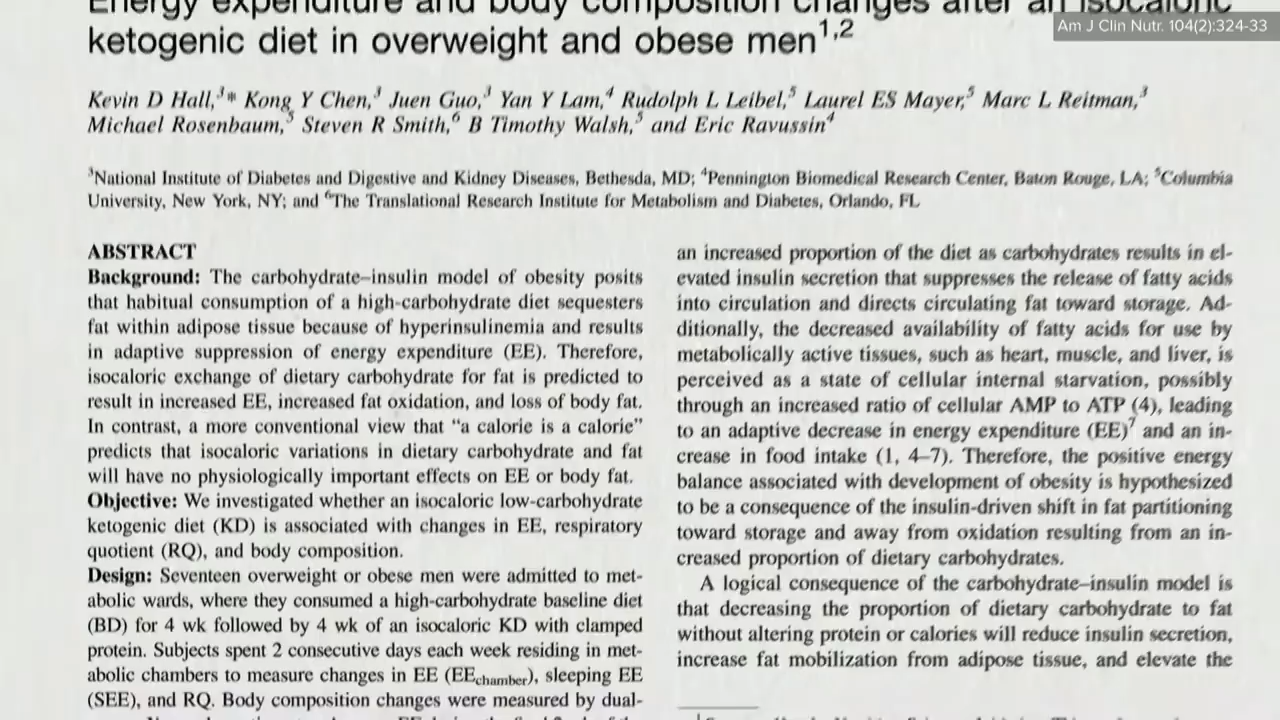 Energy expenditure and body composition changes after an isocaloric
Am J Clin Nutr. 104(2):324-33
ketogenic diet in overweight and obese men1,2
Kevin D Hall,3* Kong Y Chen,3 Juen Guo,3 Yan Y Lam,4 Rudolph L Leibel,5 Laurel ES Mayer,5 Marc L Reitman,3
Michael Rosenbaum,5 Steven R Smith,6 B Timothy Walsh,5 and Eric Ravussin4
3National Institute of Diabetes and Digestive and Kidney Diseases, Bethesda, MD; 4Pennington Biomedical Research Center, Baton Rouge, LA; 5Columbia
University, New York, NY; and 6The Translational Research Institute for Metabolism and Diabetes, Orlando, FL
ABSTRACT
Background: The carbohydrate–insulin model of obesity posits
that habitual consumption of a high-carbohydrate diet sequesters
fat within adipose tissue because of hyperinsulinemia and results
in adaptive suppression of energy expenditure (EE). Therefore,
isocaloric exchange of dietary carbohydrate for fat is predicted to
result in increased EE, increased fat oxidation, and loss of body fat.
In contrast, a more conventional view that “a calorie is a calorie”
predicts that isocaloric variations in dietary carbohydrate and fat
will have no physiologically important effects on EE or body fat.
Objective: We investigated whether an isocaloric low-carbohydrate
ketogenic diet (KD) is associated with changes in EE, respiratory
quotient (RQ), and body composition.
Design: Seventeen overweight or obese men were admitted to met-
abolic wards, where they consumed a high-carbohydrate baseline diet
(BD) for 4 wk followed by 4 wk of an isocaloric KD with clamped
protein. Subjects spent 2 consecutive days each week residing in met-
abolic chambers to measure changes in EE (EEchamber), sleeping EE
(SEE), and RQ. Body composition changes were measured by dual-
an increased proportion of the diet as carbohydrates results in el-
evated insulin secretion that suppresses the release of fatty acids
into circulation and directs circulating fat toward storage. Ad-
ditionally, the decreased availability of fatty acids for use by
metabolically active tissues, such as heart, muscle, and liver, is
perceived as a state of cellular internal starvation, possibly
through an increased ratio of cellular AMP to ATP (4), leading
to an adaptive decrease in energy expenditure (EE)7 and an in-
crease in food intake (1, 4–7). Therefore, the positive energy
balance associated with development of obesity is hypothesized
to be a consequence of the insulin-driven shift in fat partitioning
toward storage and away from oxidation resulting from an in-
creased proportion of dietary carbohydrates.
A logical consequence of the carbohydrate–insulin model is
that decreasing the proportion of dietary carbohydrate to fat
without altering protein or calories will reduce insulin secretion,
increase fat mobilization from adipose tissue, and elevate the